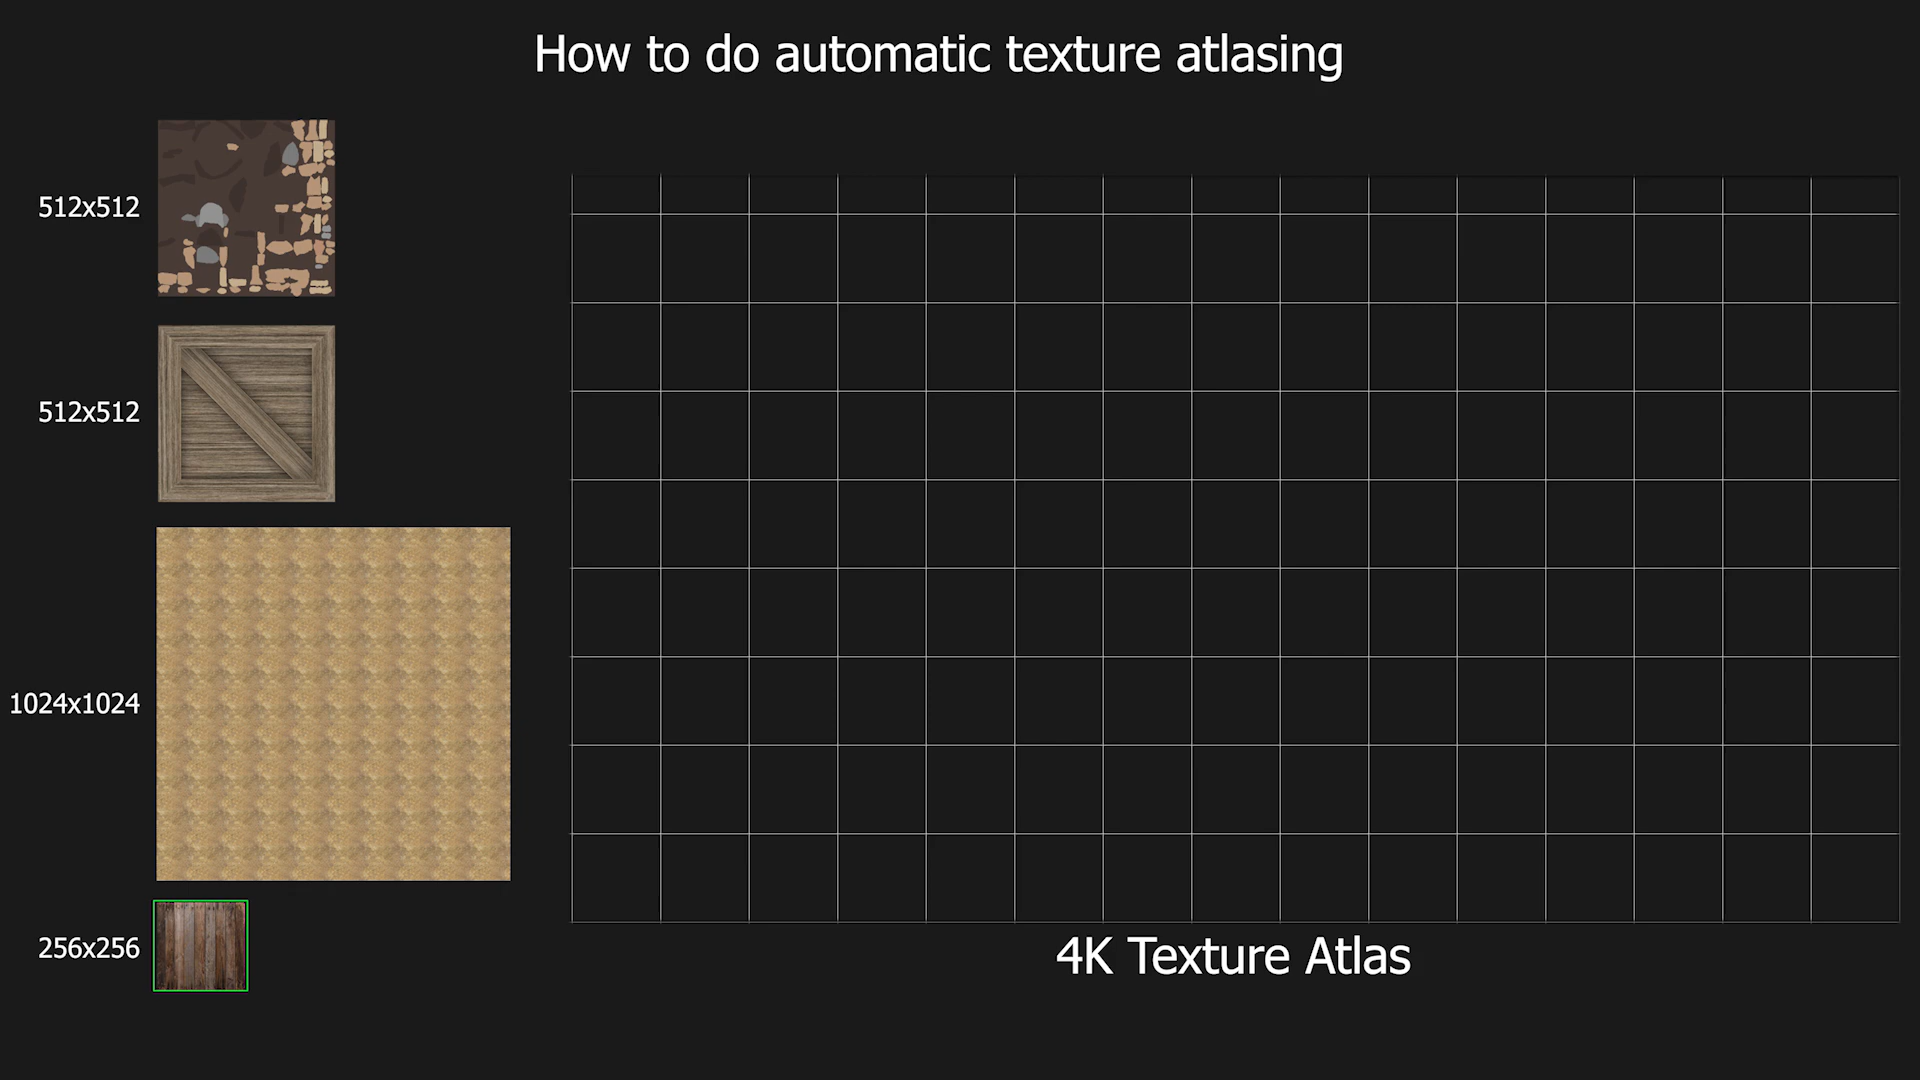 How to do automatic texture atlasing
512x512
512x512
1024x1024
256x256
4K Texture Atlas